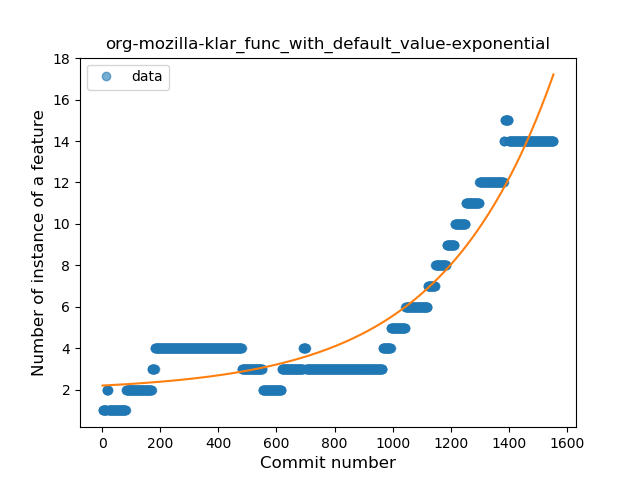 org-mozilla-klar_func_with_default_value-exponential
data
Number of instance of a feature
18
16
14
12
10
8
6
4
2
0 200 400 600 800 1000 1200 1400 1600
Commit number